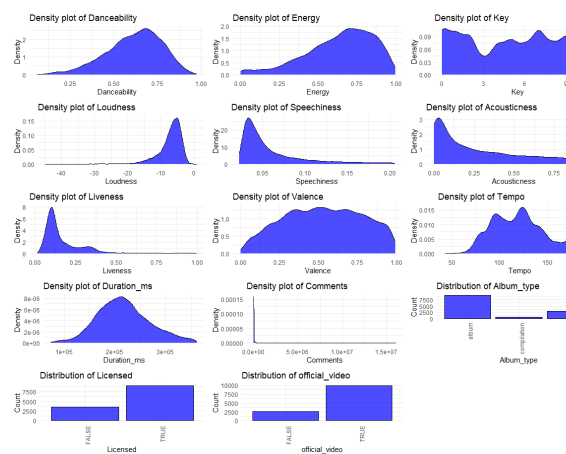 Density plot of Danceability
Density
2
0
0.25 0.50 0.75 1.00
Danceability
Density plot of Energy
Density
2.0
1.5
1.0
0.5
0.0
0.00 0.25 0.50 0.75 1.00
Energy
Density plot of Key
Density
0.09
0.06
0.03
0.00
0 3 6
Key
Density plot of Loudness
Density
0.15
0.10
0.05
0.00
-40 -30 -20 -10 0
Loudness
Density plot of Speechiness
Density
20
10
0
0.05 0.10 0.15 0.20
Speechiness
Density plot of Acousticness
Density
3
2
1
0
0.00 0.25 0.50 0.75
Acousticness
Density plot of Liveness
Density
8
6
4
2
0
0.00 0.25 0.50 0.75 1.00
Liveness
Density plot of Valence
Density
1.0
0.5
0.0
0.00 0.25 0.50 0.75 1.00
Valence
Density plot of Tempo
Density
0.015
0.010
0.005
0.000
50 100 150
Tempo
Density plot of Duration_ms
Density
8e-06
6e-06
4e-06
2e-06
0e+00
1e+05 2e+05 3e+05
Duration_ms
Density plot of Comments
Density
0.00015
0.00010
0.00005
0.00000
0.0e+00 5.0e+06 1.0e+07 1.5e+07
Comments
Distribution of Album_type
Count
7500
5000
2500
0
album
compilation
Album_type
Distribution of Licensed
Count
7500
5000
2500
0
FALSE
TRUE
Licensed
Distribution of official_video
Count
10000
7500
5000
2500
0
FALSE
TRUE
official_video